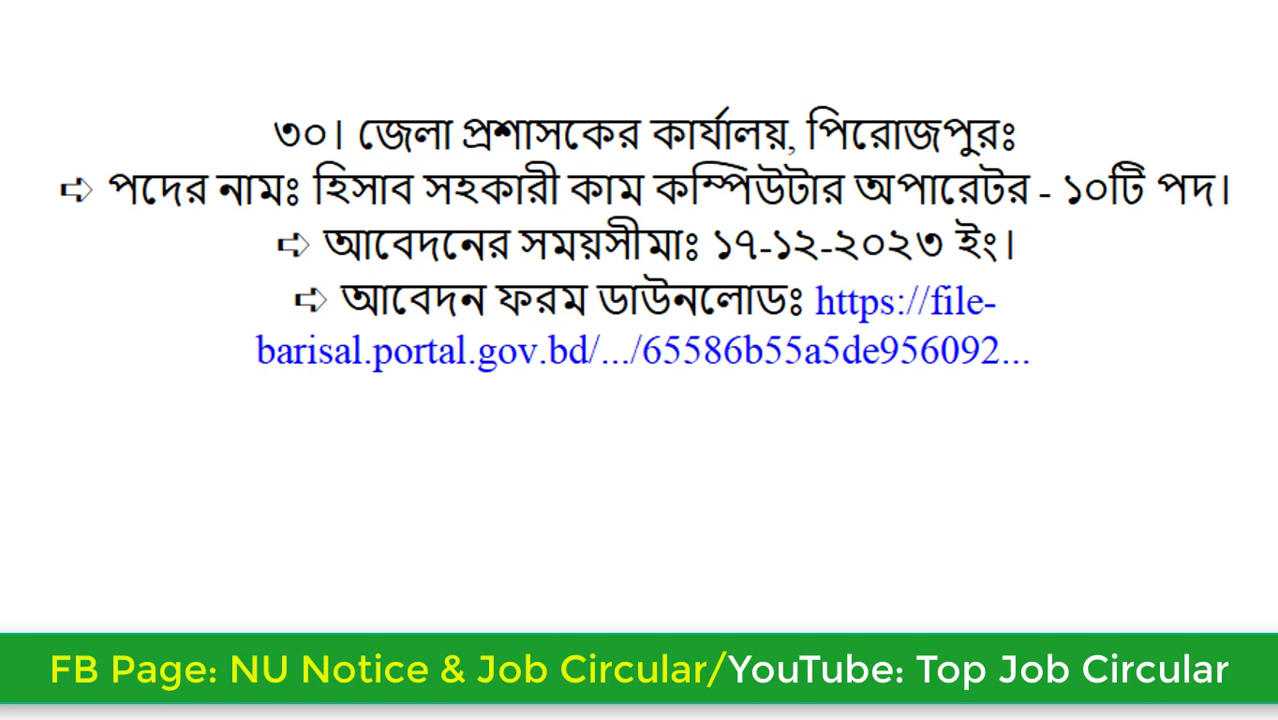 ৩০। জেলা প্রশাসকের কার্যালয়, পিরোজপুরঃ
➪ পদের নামঃ হিসাব সহকারী কাম কম্পিউটার অপারেটর - ১০টি পদ।
➪ আবেদনের সময়সীমাঃ ১৭-১২-২০২৩ ইং।
➪ আবেদন ফরম ডাউনলোডঃ https://file-
barisal.portal.gov.bd/.../65586b55a5de956092...
FB Page: NU Notice & Job Circular/YouTube: Top Job Circular